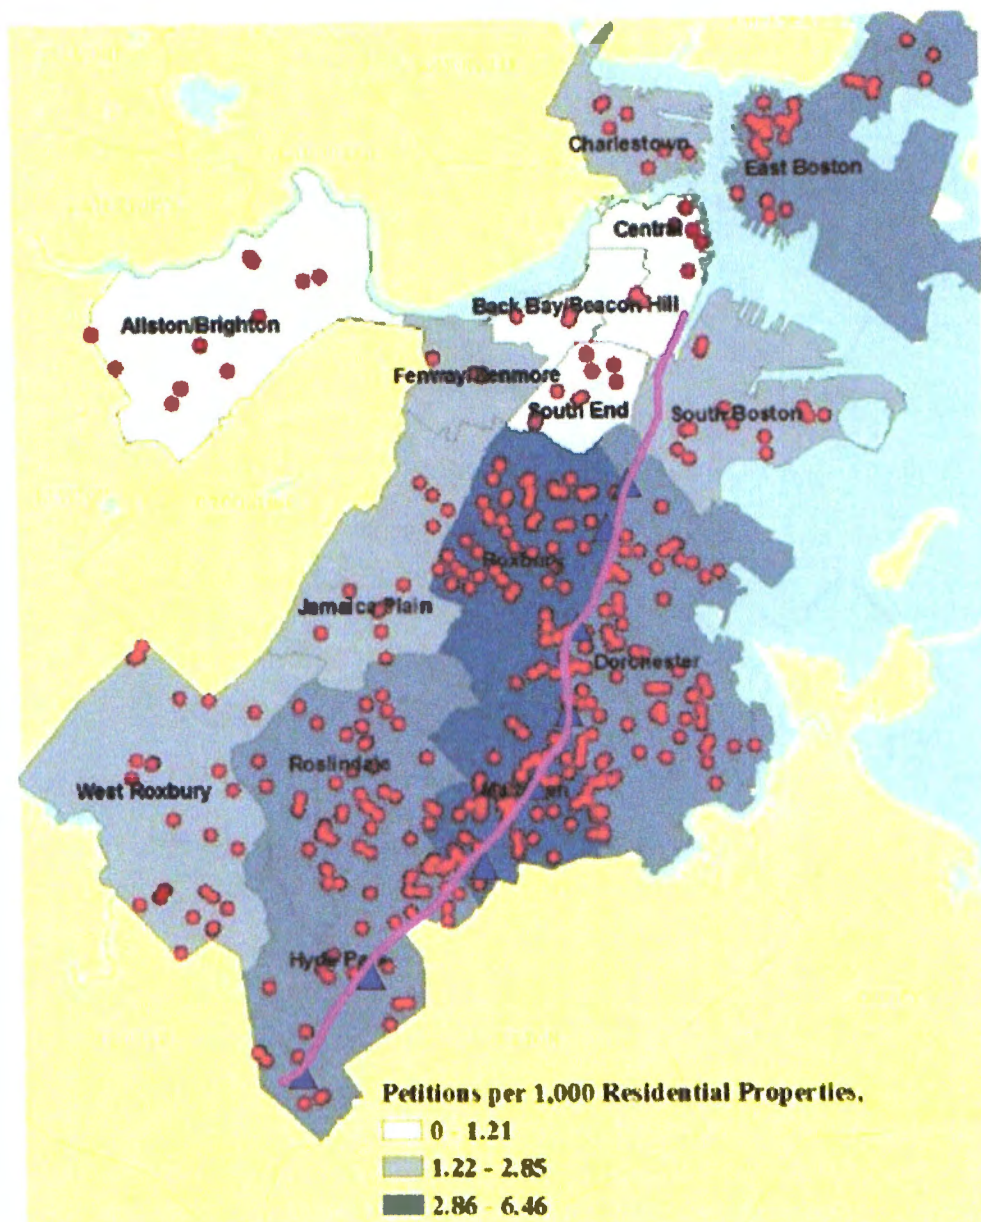 Charlestown
East Boston
Central
Back Bay/Beacon Hill
Allston/Brighton
Fenway/Kenmore
South End
South Boston
Roxbury
Jamaica Plain
Dorchester
Roslindale
West Roxbury
Hyde Park
Petitions per 1,000 Residential Properties.
0 - 1.21
1.22 - 2.85
2.86 - 6.46